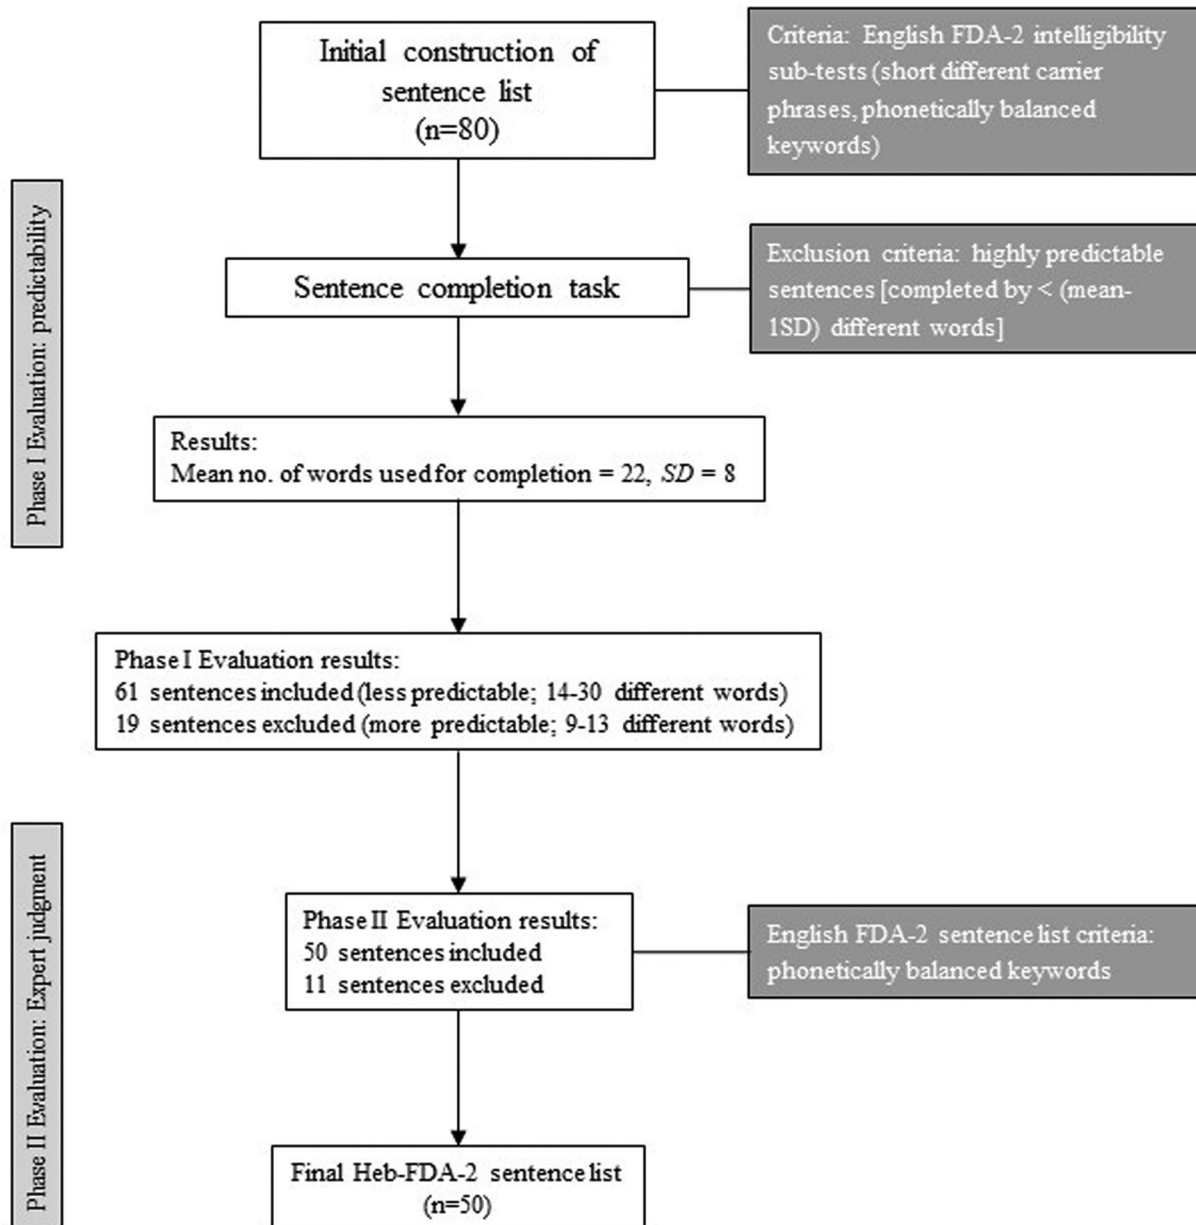 Initial construction of
sentence list
(n=80)
Criteria: English FDA-2 intelligibility
sub-tests (short different carrier
phrases, phonetically balanced
keywords)
Phase I Evaluation: predictability
Sentence completion task
Exclusion criteria: highly predictable
sentences [completed by < (mean-
1SD) different words]
Results:
Mean no. of words used for completion = 22, SD = 8
Phase I Evaluation results:
61 sentences included (less predictable; 14-30 different words)
19 sentences excluded (more predictable; 9-13 different words)
Phase II Evaluation: Expert judgment
Phase II Evaluation results:
50 sentences included
11 sentences excluded
English FDA-2 sentence list criteria:
phonetically balanced keywords
Final Heb-FDA-2 sentence list
(n=50)